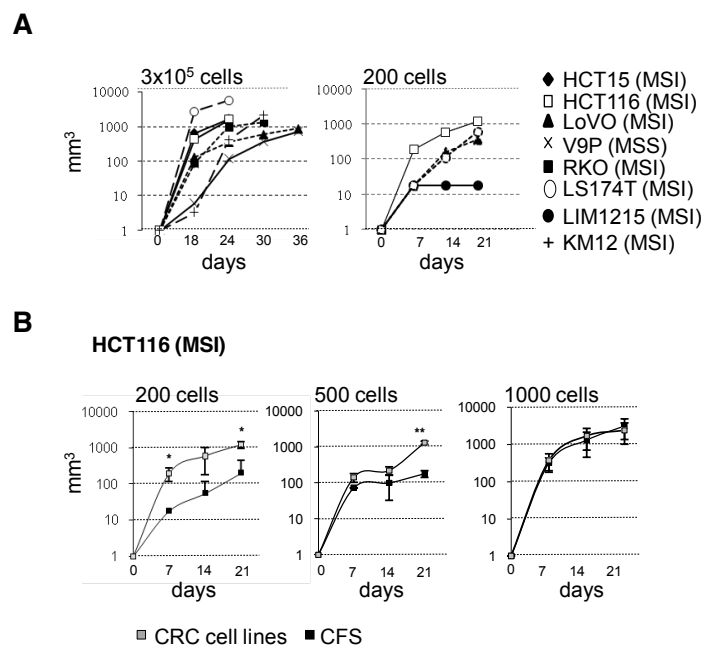 A
3x10⁵ cells
200 cells
10000
1000
100
10
1
mm³
0 18 24 30 36
days
10000
1000
100
10
1
0 7 14 21
days
HCT15 (MSI)
HCT116 (MSI)
LoVO (MSI)
V9P (MSS)
RKO (MSI)
LS174T (MSI)
LIM1215 (MSI)
KM12 (MSI)
B
HCT116 (MSI)
200 cells
10000
1000
100
10
1
mm³
0 7 14 21
days
*
*
500 cells
10000
1000
100
10
1
0 7 14 21
days
**
1000 cells
10000
1000
100
10
1
0 7 14 21
days
CRC cell lines CFS